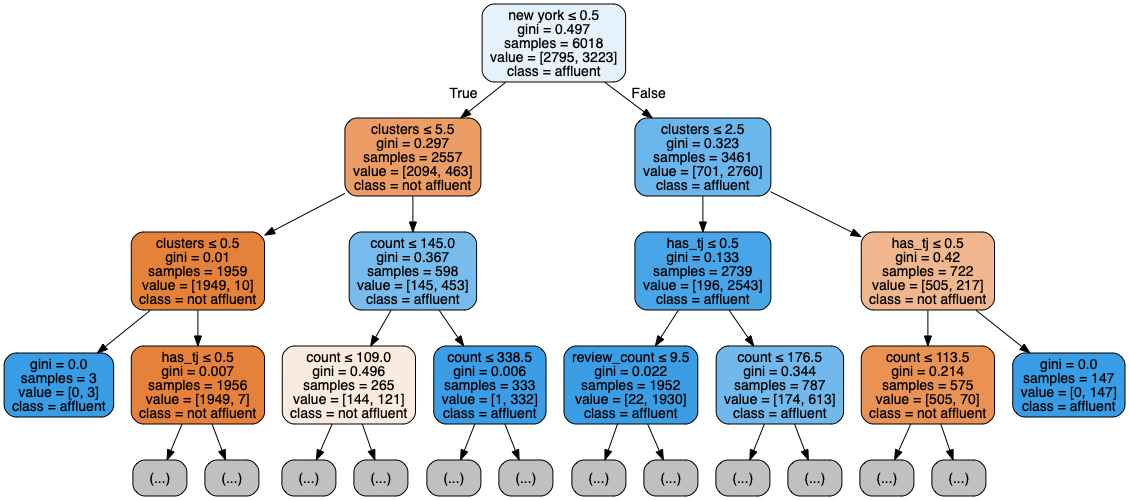 new york ≤ 0.5
gini = 0.497
samples = 6018
value = [2795, 3223]
class = affluent
True
False
clusters ≤ 5.5
gini = 0.297
samples = 2557
value = [2094, 463]
class = not affluent
clusters ≤ 2.5
gini = 0.323
samples = 3461
value = [701, 2760]
class = affluent
clusters ≤ 0.5
gini = 0.01
samples = 1959
value = [1949, 10]
class = not affluent
count ≤ 145.0
gini = 0.367
samples = 598
value = [145, 453]
class = affluent
has_tj ≤ 0.5
gini = 0.133
samples = 2739
value = [196, 2543]
class = affluent
has_tj ≤ 0.5
gini = 0.42
samples = 722
value = [505, 217]
class = not affluent
gini = 0.0
samples = 3
value = [0, 3]
class = affluent
has_tj ≤ 0.5
gini = 0.007
samples = 1956
value = [1949, 7]
class = not affluent
count ≤ 109.0
gini = 0.496
samples = 265
value = [144, 121]
class = not affluent
count ≤ 338.5
gini = 0.006
samples = 333
value = [1, 332]
class = affluent
review_count ≤ 9.5
gini = 0.022
samples = 1952
value = [22, 1930]
class = affluent
count ≤ 176.5
gini = 0.344
samples = 787
value = [174, 613]
class = affluent
count ≤ 113.5
gini = 0.214
samples = 575
value = [505, 70]
class = not affluent
gini = 0.0
samples = 147
value = [0, 147]
class = affluent
(...)
(...)
(...)
(...)
(...)
(...)
(...)
(...)
(...)
(...)
(...)
(...)